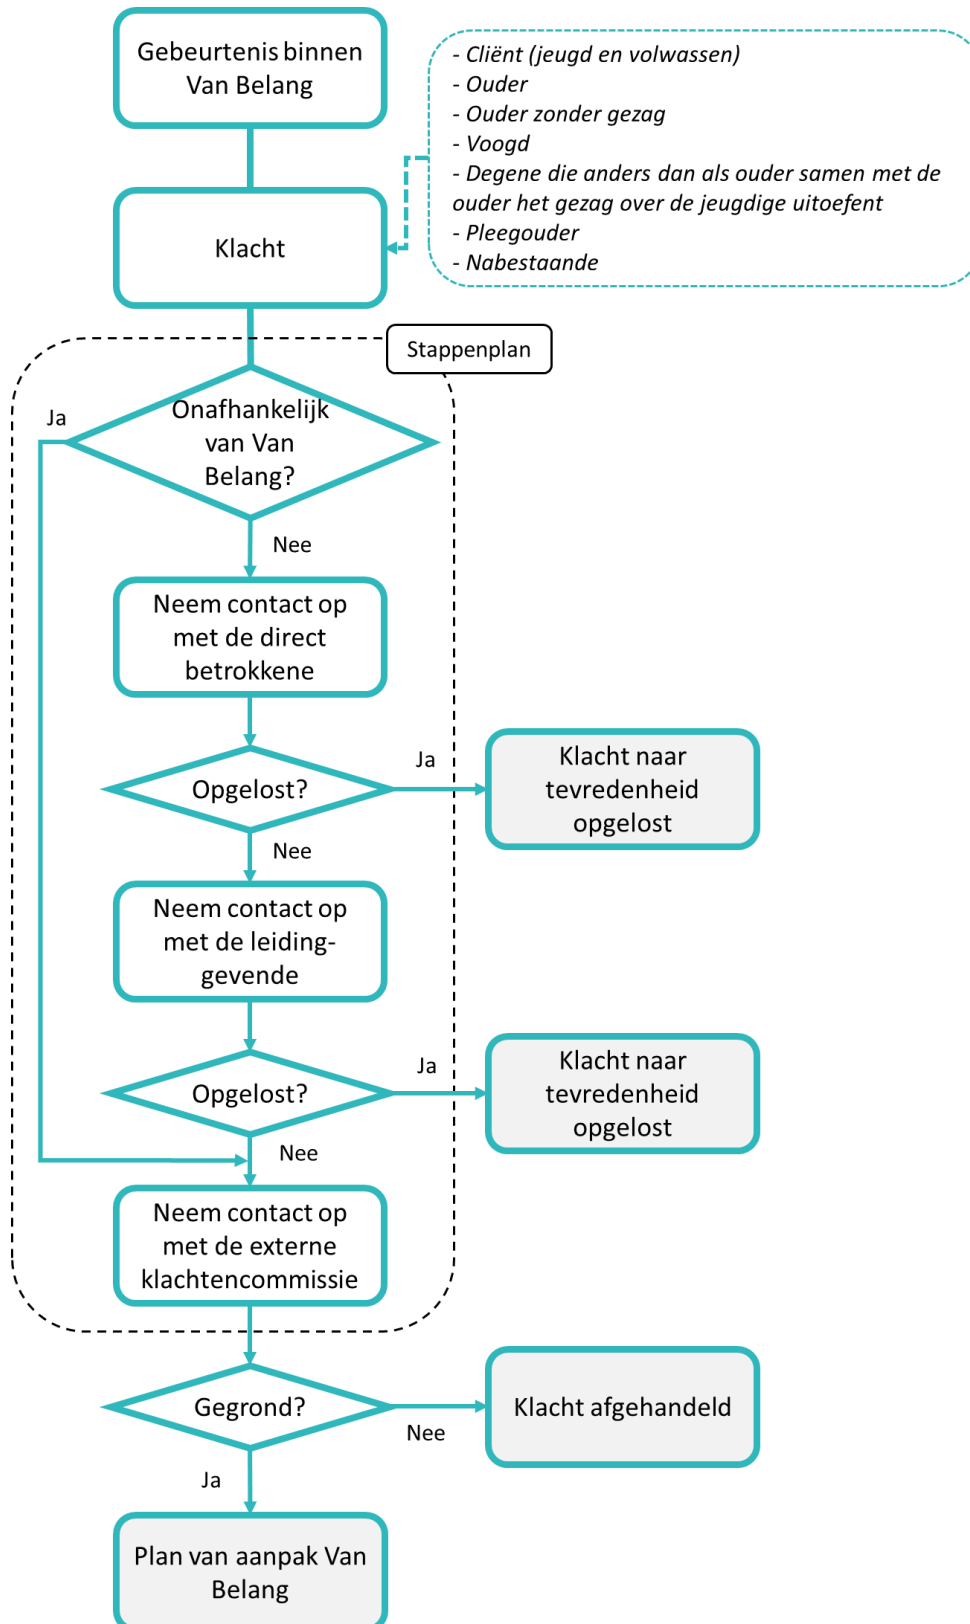 Gebeurtenis binnen
Van Belang
- Cliënt (jeugd en volwassen)
- Ouder
- Ouder zonder gezag
- Voogd
- Degene die anders dan als ouder samen met de
ouder het gezag over de jeugdige uitoefent
- Pleegouder
- Nabestaande
Klacht
Stappenplan
Ja
Onafhankelijk
van Van
Belang?
Nee
Neem contact op
met de direct
betrokkene
Opgelost?
Ja
Klacht naar
tevredenheid
opgelost
Nee
Neem contact op
met de leiding-
gevende
Opgelost?
Ja
Klacht naar
tevredenheid
opgelost
Nee
Neem contact op
met de externe
klachtencommissie
Gegrond?
Nee
Klacht afgehandeld
Ja
Plan van aanpak Van
Belang